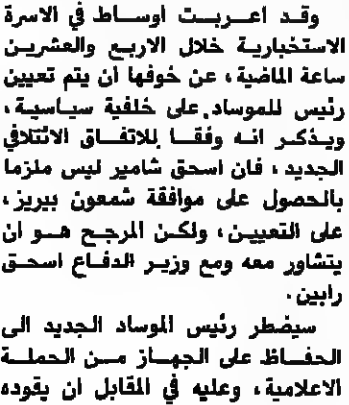 وقد اعربت اوساط في الاسرة
الاستخبارية خلال الاربع والعشرين
ساعة الماضية، عن خوفها ان يتم تعيين
رئيس للموساد على خلفية سياسية،
ويذكر انه وفقا للاتفاق الائتلافي
الجديد، فان اسحق شامير ليس ملزما
بالحصول على موافقة شمعون بيريز،
على التعيين، ولكن المرجح هو ان
يتشاور معه ومع وزير الدفاع اسحق
رابين.
سيضطر رئيس الموساد الجديد الى
الحفاظ على الجهاز من الحملة
الاعلامية، وعليه في المقابل ان يقوده